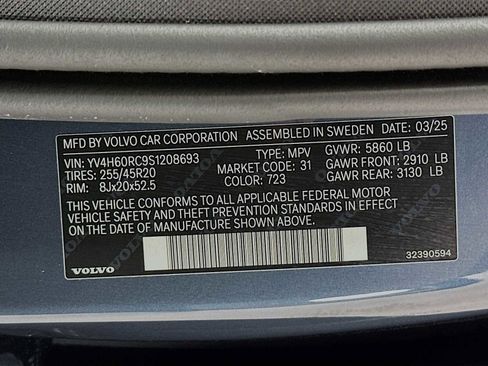 MFD BY VOLVO CAR CORPORATION ASSEMBLED IN SWEDEN DATE: 03/25
VIN: YV4H60RC9S1208693 TYPE: MPV GVWR: 5860 LB
TIRES: 255/45R20 MARKET CODE: 31 GAWR FRONT: 2910 LB
RIM: 8Jx20x52.5 COLOR: 723 GAWR REAR: 3130 LB
THIS VEHICLE CONFORMS TO ALL APPLICABLE FEDERAL MOTOR
VEHICLE SAFETY AND THEFT PREVENTION STANDARDS IN EFFECT
ON THE DATE OF MANUFACTURE SHOWN ABOVE.
VOLVO
32390594